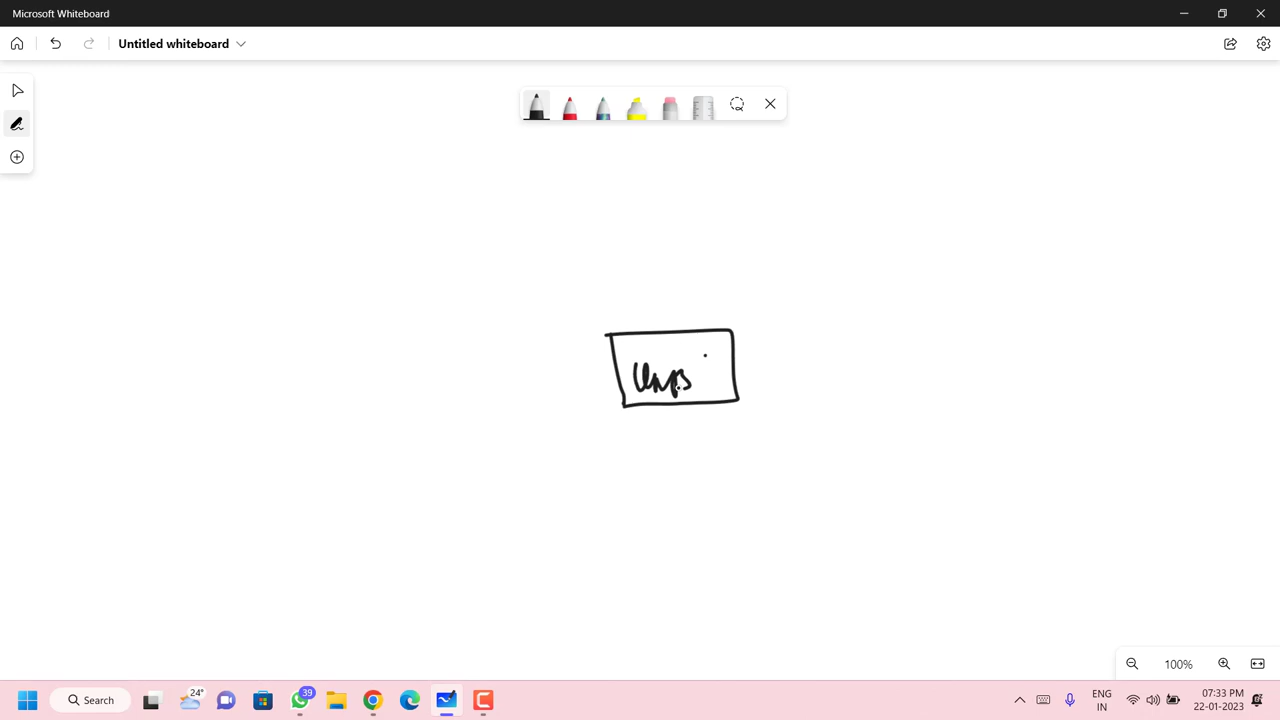 Microsoft Whiteboard
Untitled whiteboard
100%
Search
24°
39
ENG
IN
07:33 PM
22-01-2023